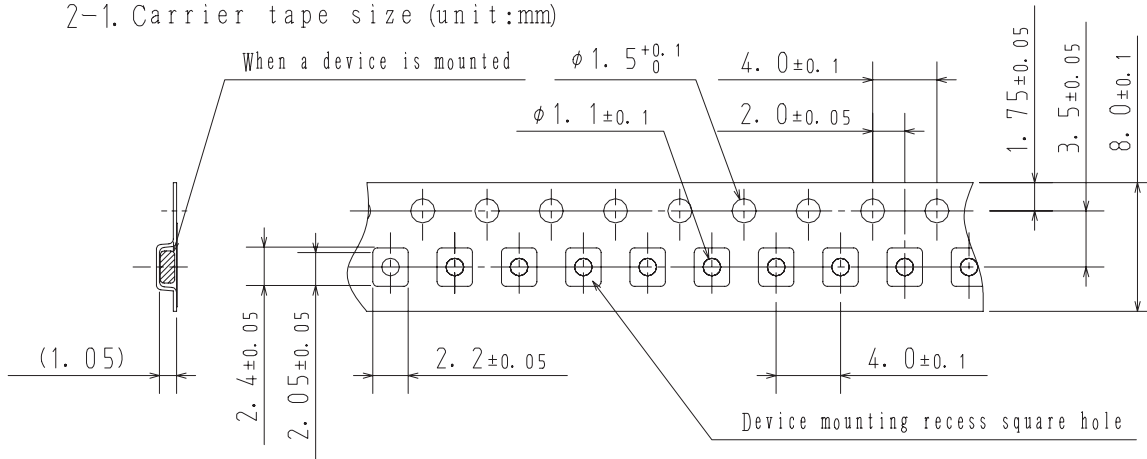 2-1. Carrier tape size (unit:mm)
When a device is mounted
φ1.5 +0.1 0
4.0±0.1
φ1.1±0.1
2.0±0.05
1.75±0.05
3.5±0.05
8.0±0.1
(1.05)
2.4±0.05
2.05±0.05
2.2±0.05
4.0±0.1
Device mounting recess square hole